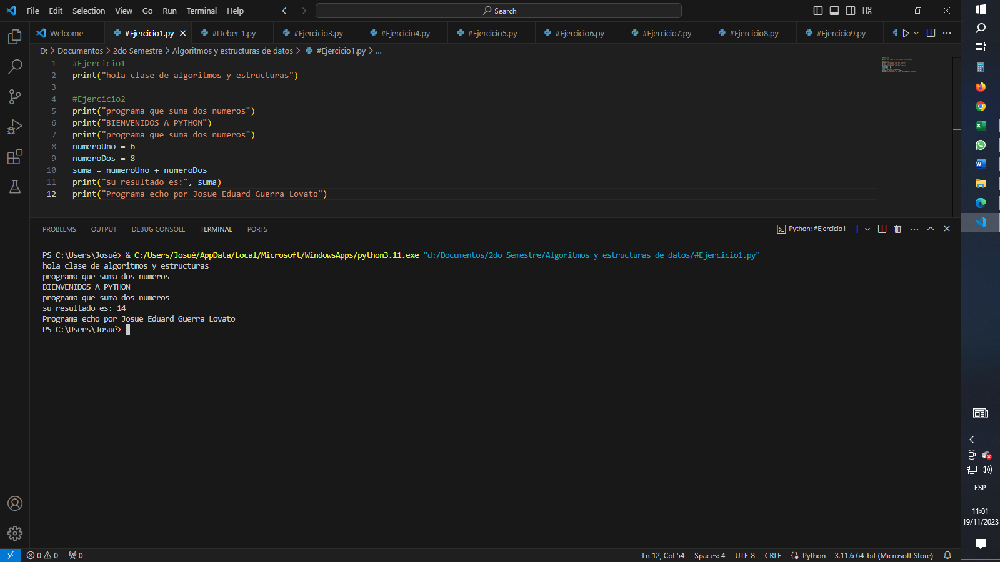 File Edit Selection View Go Run Terminal Help
Search
Welcome #Ejercicio1.py #Deber 1.py #Ejercicio3.py #Ejercicio4.py #Ejercicio5.py #Ejercicio6.py #Ejercicio7.py #Ejercicio8.py #Ejercicio9.py
D: > Documentos > 2do Semestre > Algoritmos y estructuras de datos > #Ejercicio1.py > ...
1 #Ejercicio1
2 print("hola clase de algoritmos y estructuras")
3
4 #Ejercicio2
5 print("programa que suma dos numeros")
6 print("BIENVENIDOS A PYTHON")
7 print("programa que suma dos numeros")
8 numeroUno = 6
9 numeroDos = 8
10 suma = numeroUno + numeroDos
11 print("su resultado es:", suma)
12 print("Programa echo por Josue Eduard Guerra Lovato")
PROBLEMS OUTPUT DEBUG CONSOLE TERMINAL PORTS
Python: #Ejercicio1
PS C:\Users\Josué> & C:/Users/Josué/AppData/Local/Microsoft/WindowsApps/python3.11.exe "d:/Documentos/2do Semestre/Algoritmos y estructuras de datos/#Ejercicio1.py"
hola clase de algoritmos y estructuras
programa que suma dos numeros
BIENVENIDOS A PYTHON
programa que suma dos numeros
su resultado es: 14
Programa echo por Josue Eduard Guerra Lovato
PS C:\Users\Josué>
0 0 0
Ln 12, Col 54 Spaces: 4 UTF-8 CRLF Python 3.11.6 64-bit (Microsoft Store)
ESP
11:01
19/11/2023